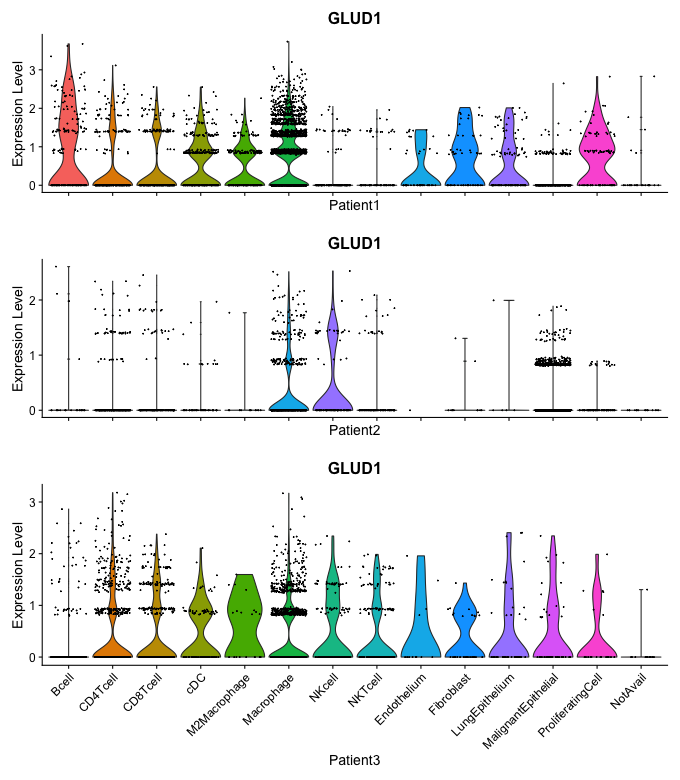 GLUD1
Expression Level
3
2
1
0
Patient1
GLUD1
Expression Level
2
1
0
Patient2
GLUD1
Expression Level
3
2
1
0
Bcell
CD4Tcell
CD8Tcell
cDC
M2Macrophage
Macrophage
NKcell
NKTcell
Endothelium
Fibroblast
LungEpithelium
MalignantEpithelial
ProliferatingCell
NotAvail
Patient3